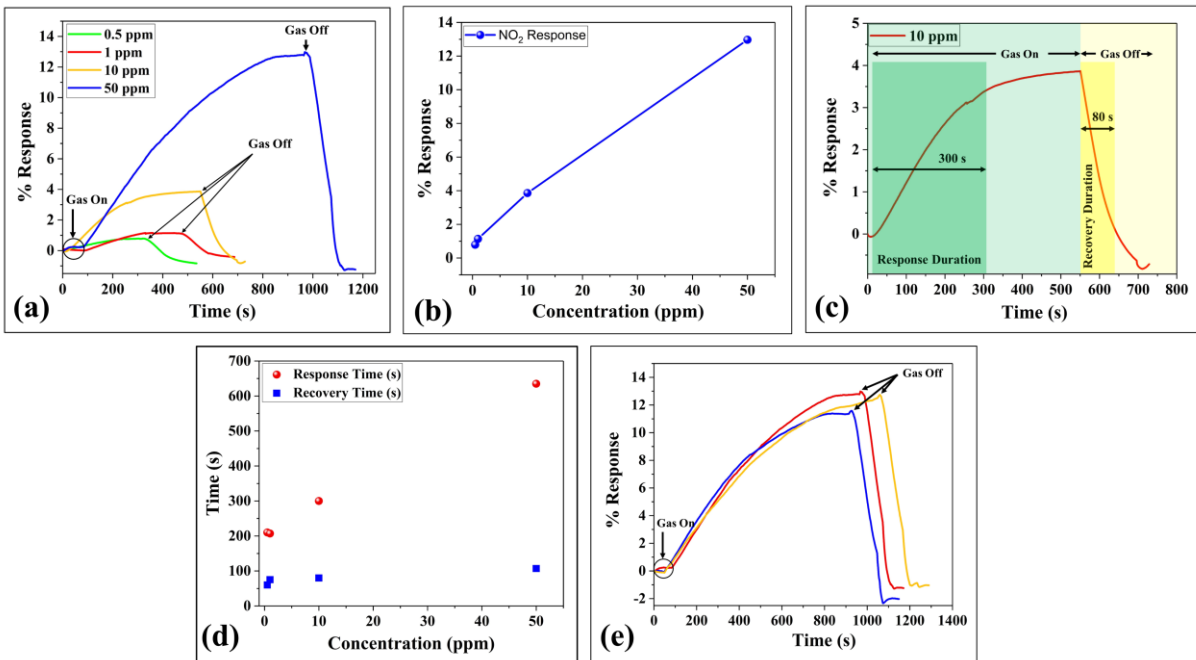 Gas Off
0.5 ppm
1 ppm
10 ppm
50 ppm
Gas Off
Gas On
% Response
14
12
10
8
6
4
2
0
0 200 400 600 800 1000 1200
Time (s)
(a)
NO2 Response
% Response
14
12
10
8
6
4
2
0
0 10 20 30 40 50
Concentration (ppm)
(b)
10 ppm
Gas On
Gas Off
80 s
300 s
Response Duration
Recovery Duration
% Response
5
4
3
2
1
0
0 100 200 300 400 500 600 700 800
Time (s)
(c)
Response Time (s)
Recovery Time (s)
Time (s)
700
600
500
400
300
200
100
0
0 10 20 30 40 50
Concentration (ppm)
(d)
Gas Off
Gas On
% Response
14
12
10
8
6
4
2
0
-2
0 200 400 600 800 1000 1200 1400
Time (s)
(e)